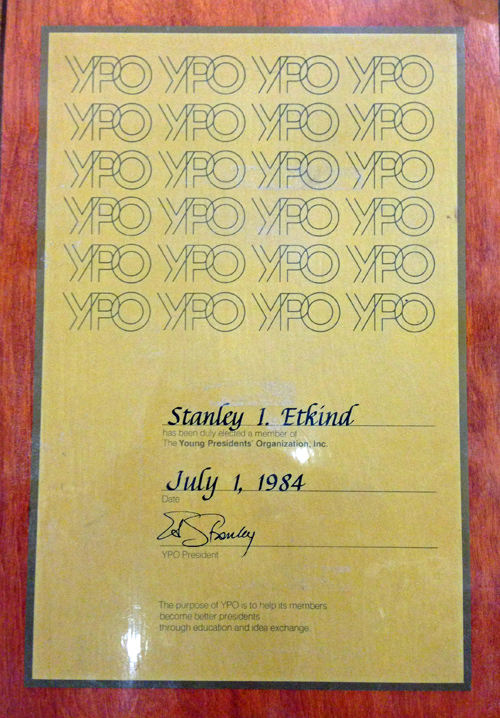 YPO YPO YPO YPO
YPO YPO YPO YPO
YPO YPO YPO YPO
YPO YPO YPO YPO
YPO YPO YPO YPO
YPO YPO YPO YPO
Stanley I. Etkind
has been duly elected a member of
The Young Presidents' Organization, Inc.
July 1, 1984
Date
YPO President
The purpose of YPO is to help its members
become better presidents
through education and idea exchange.